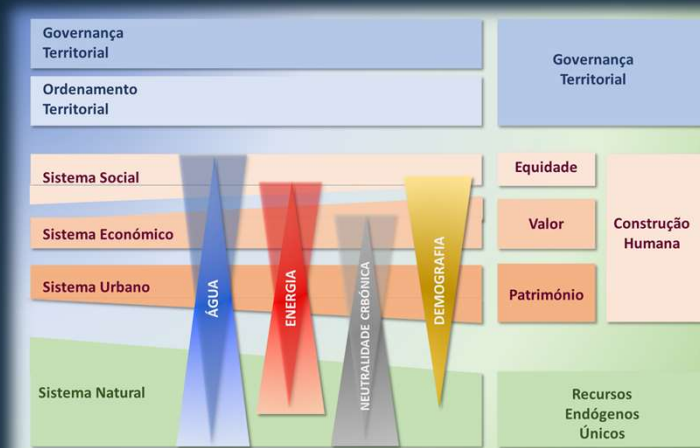 Governança
Territorial
Ordenamento
Territorial
Governança
Territorial
Sistema Social
Sistema Económico
Sistema Urbano
Sistema Natural
ÁGUA
ENERGIA
NEUTRALIDADE CRBÓNICA
DEMOGRAFIA
Equidade
Valor
Património
Construção
Humana
Recursos
Endógenos
Únicos